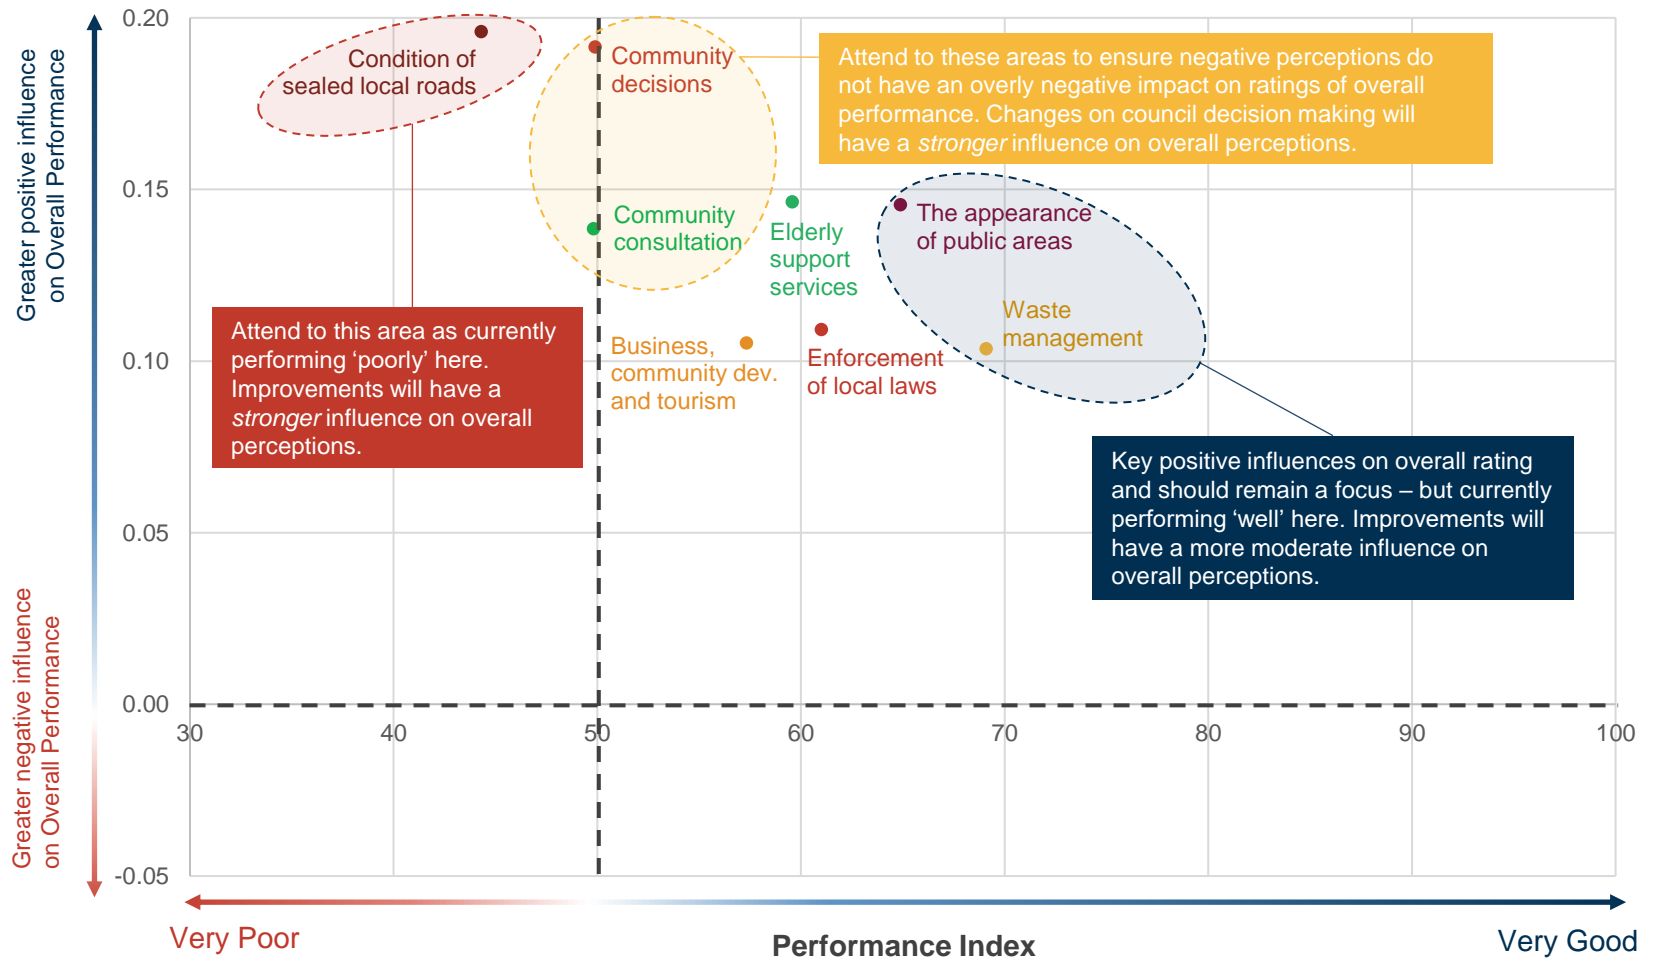 Greater positive influence
on Overall Performance
Greater negative influence
on Overall Performance
0.20
0.15
0.10
0.05
0.00
-0.05
30
40
50
60
70
80
90
100
Condition of
sealed local roads
Community
decisions
Attend to these areas to ensure negative perceptions do
not have an overly negative impact on ratings of overall
performance. Changes on council decision making will
have a stronger influence on overall perceptions.
Community
consultation
Elderly
support
services
The appearance
of public areas
Waste
management
Attend to this area as currently
performing ‘poorly’ here.
Improvements will have a
stronger influence on overall
perceptions.
Business,
community dev.
and tourism
Enforcement
of local laws
Key positive influences on overall rating
and should remain a focus – but currently
performing ‘well’ here. Improvements will
have a more moderate influence on
overall perceptions.
Very Poor
Performance Index
Very Good